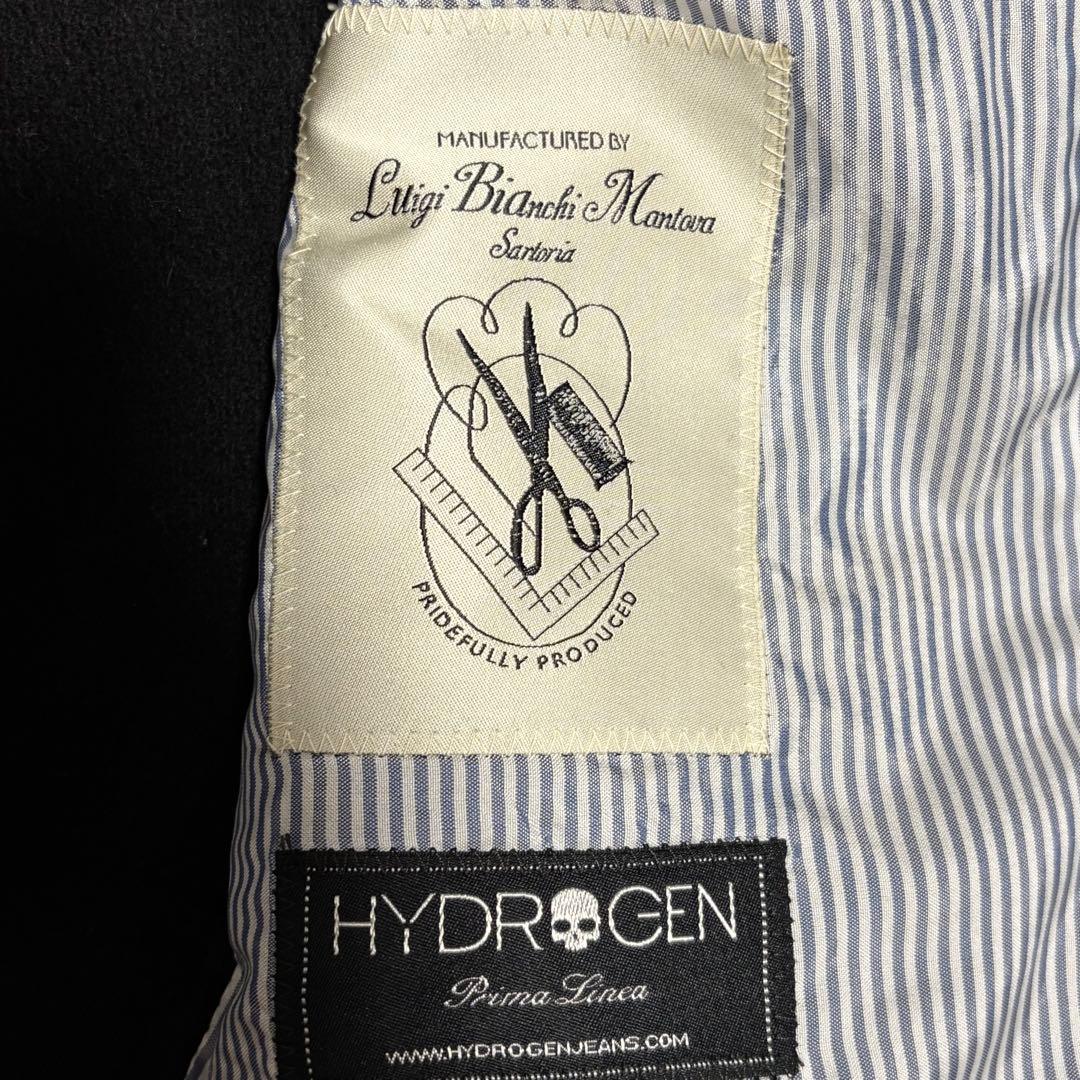 MANUFACTURED BY
Luigi Bianchi Mantova
Sartoria
PRIDEFULLY PRODUCED
HYDROGEN
Prima Linea
WWW.HYDROGENJEANS.COM